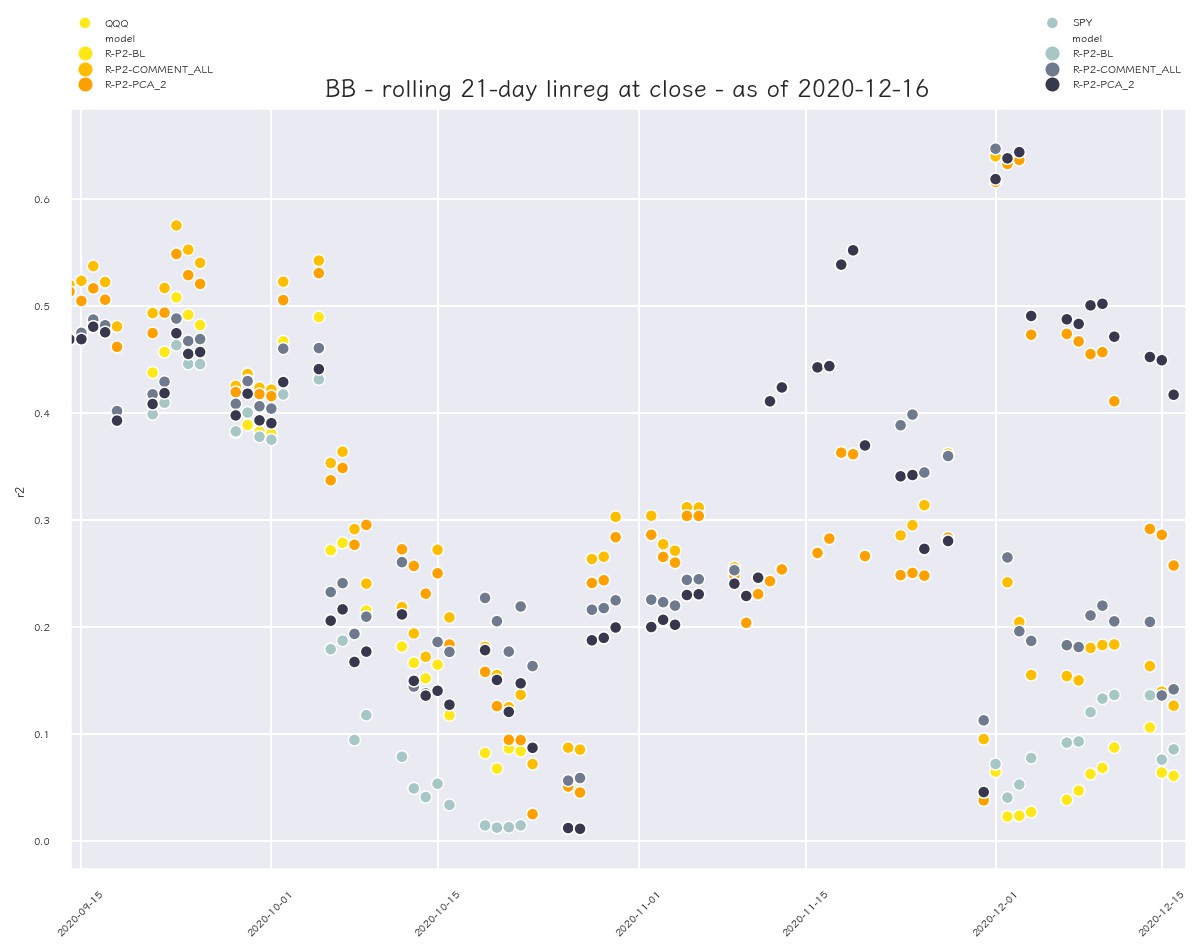 QQQ
model
R-P2-BL
R-P2-COMMENT_ALL
R-P2-PCA_2
SPY
model
R-P2-BL
R-P2-COMMENT_ALL
R-P2-PCA_2
BB - rolling 21-day linreg at close - as of 2020-12-16
r2
0.6
0.5
0.4
0.3
0.2
0.1
0.0
2020-09-15
2020-10-01
2020-10-15
2020-11-01
2020-11-15
2020-12-01
2020-12-15